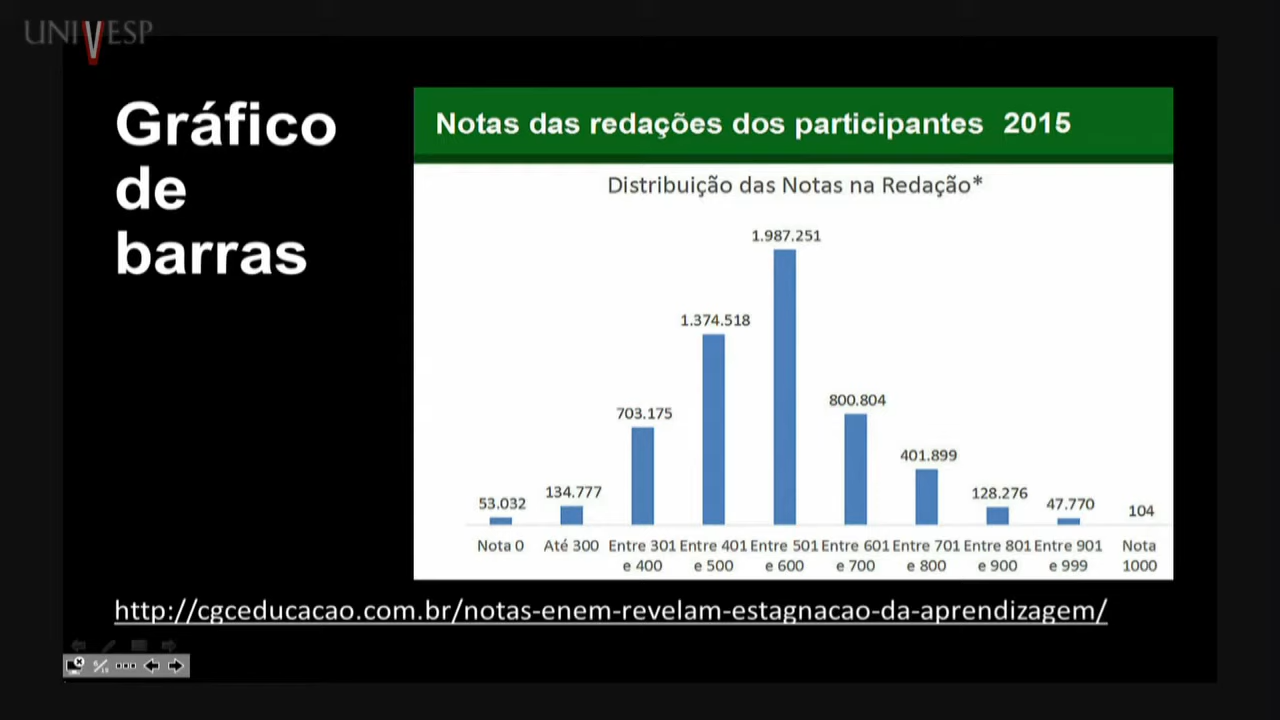 UNIVESP
Gráfico
de
barras
Notas das redações dos participantes 2015
Distribuição das Notas na Redação*
53.032
134.777
703.175
1.374.518
1.987.251
800.804
401.899
128.276
47.770
104
Nota 0
Até 300
Entre 301
e 400
Entre 401
e 500
Entre 501
e 600
Entre 601
e 700
Entre 701
e 800
Entre 801
e 900
Entre 901
e 999
Nota
1000
http://cgceducacao.com.br/notas-enem-revelam-estagnacao-da-aprendizagem/